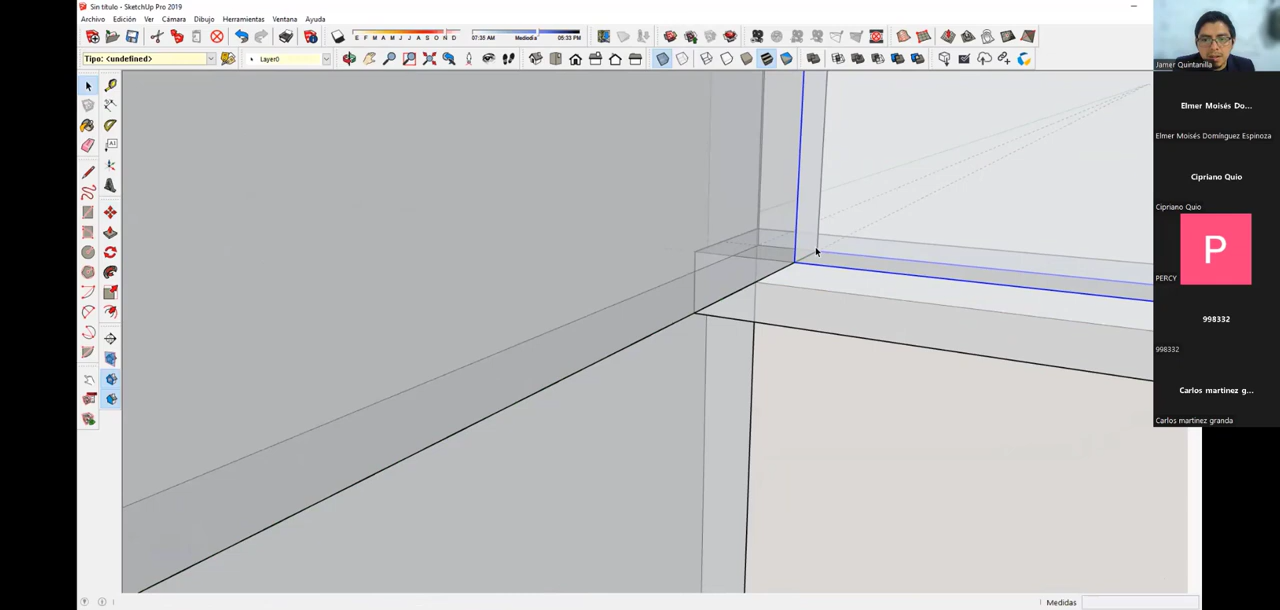 Sin título - SketchUp Pro 2019
Archivo Edición Ver Cámara Dibujo Herramientas Ventana Ayuda
E F M A M J J A S O N D
07:35 AM Mediodía 05:33 PM
Tipo: <undefined>
Layer0
Jamer Quintanilla
Elmer Moisés Do...
Elmer Moisés Domínguez Espinoza
Cipriano Quio
Cipriano Quio
P
PERCY
998332
998332
Carlos martinez g...
Carlos martinez granda
Medidas